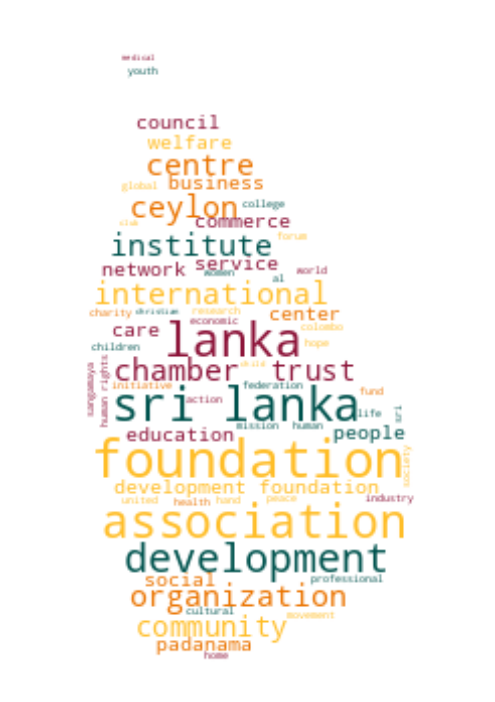 medical
youth
council
welfare
centre
global business
ceylon college
club commerce
forum
institute
network service
women world
al
international
charity christian research center
economic
care lanka colombo
children hope
chamber trust
child
initiative federation
sangamaya human rights action fund
sri lanka life sri
mission human
education people
foundation society
development foundation
united health hand peace industry
association
development
social professional
organization
cultural
community movement
padanama
home